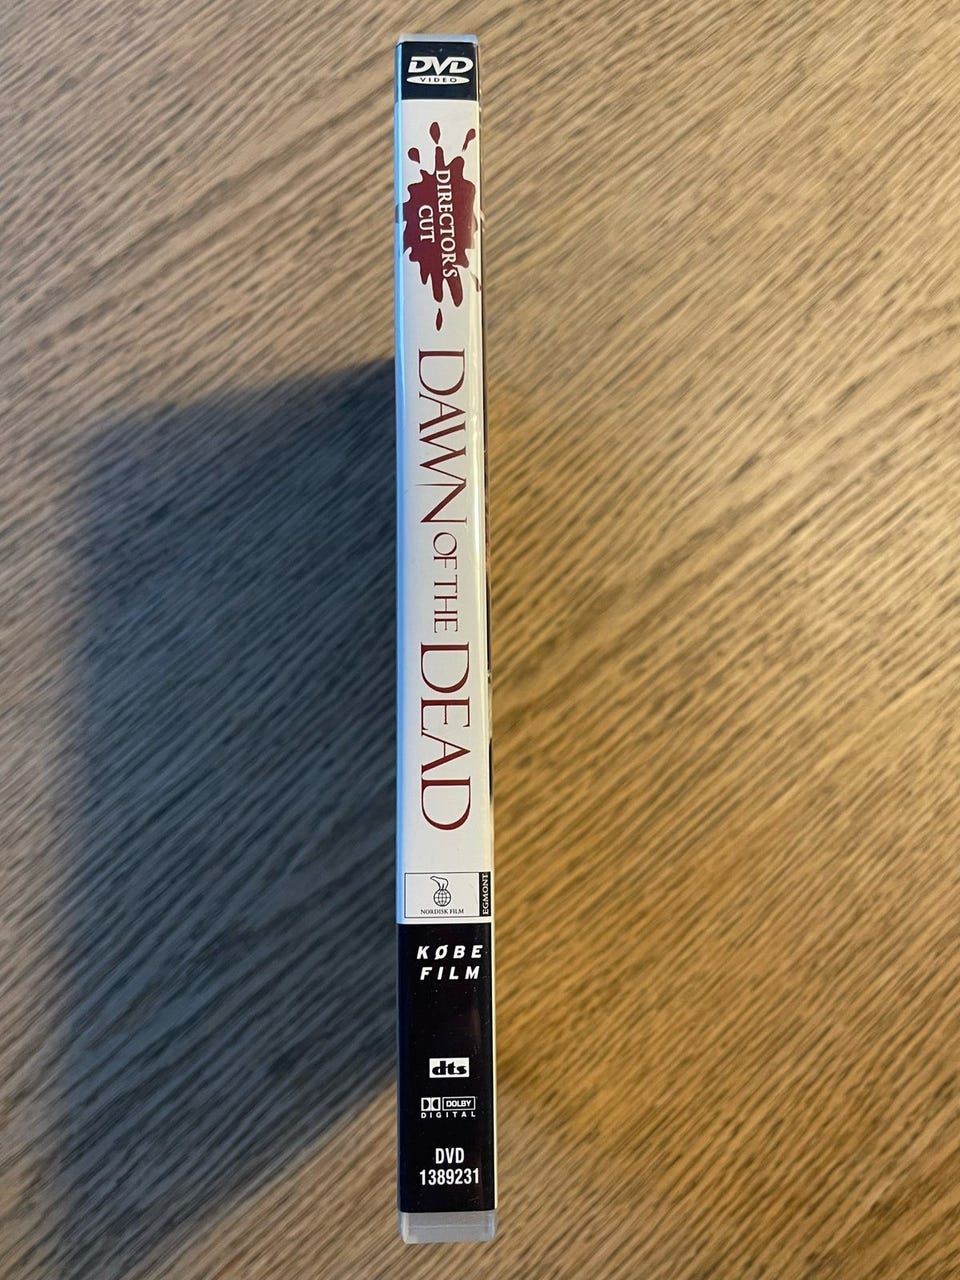 DVD
VIDEO
DIRECTOR'S
CUT
DAWN OF THE DEAD
NORDISK FILM
EGMONT
KØBE
FILM
dts
DOLBY
DIGITAL
DVD
1389231